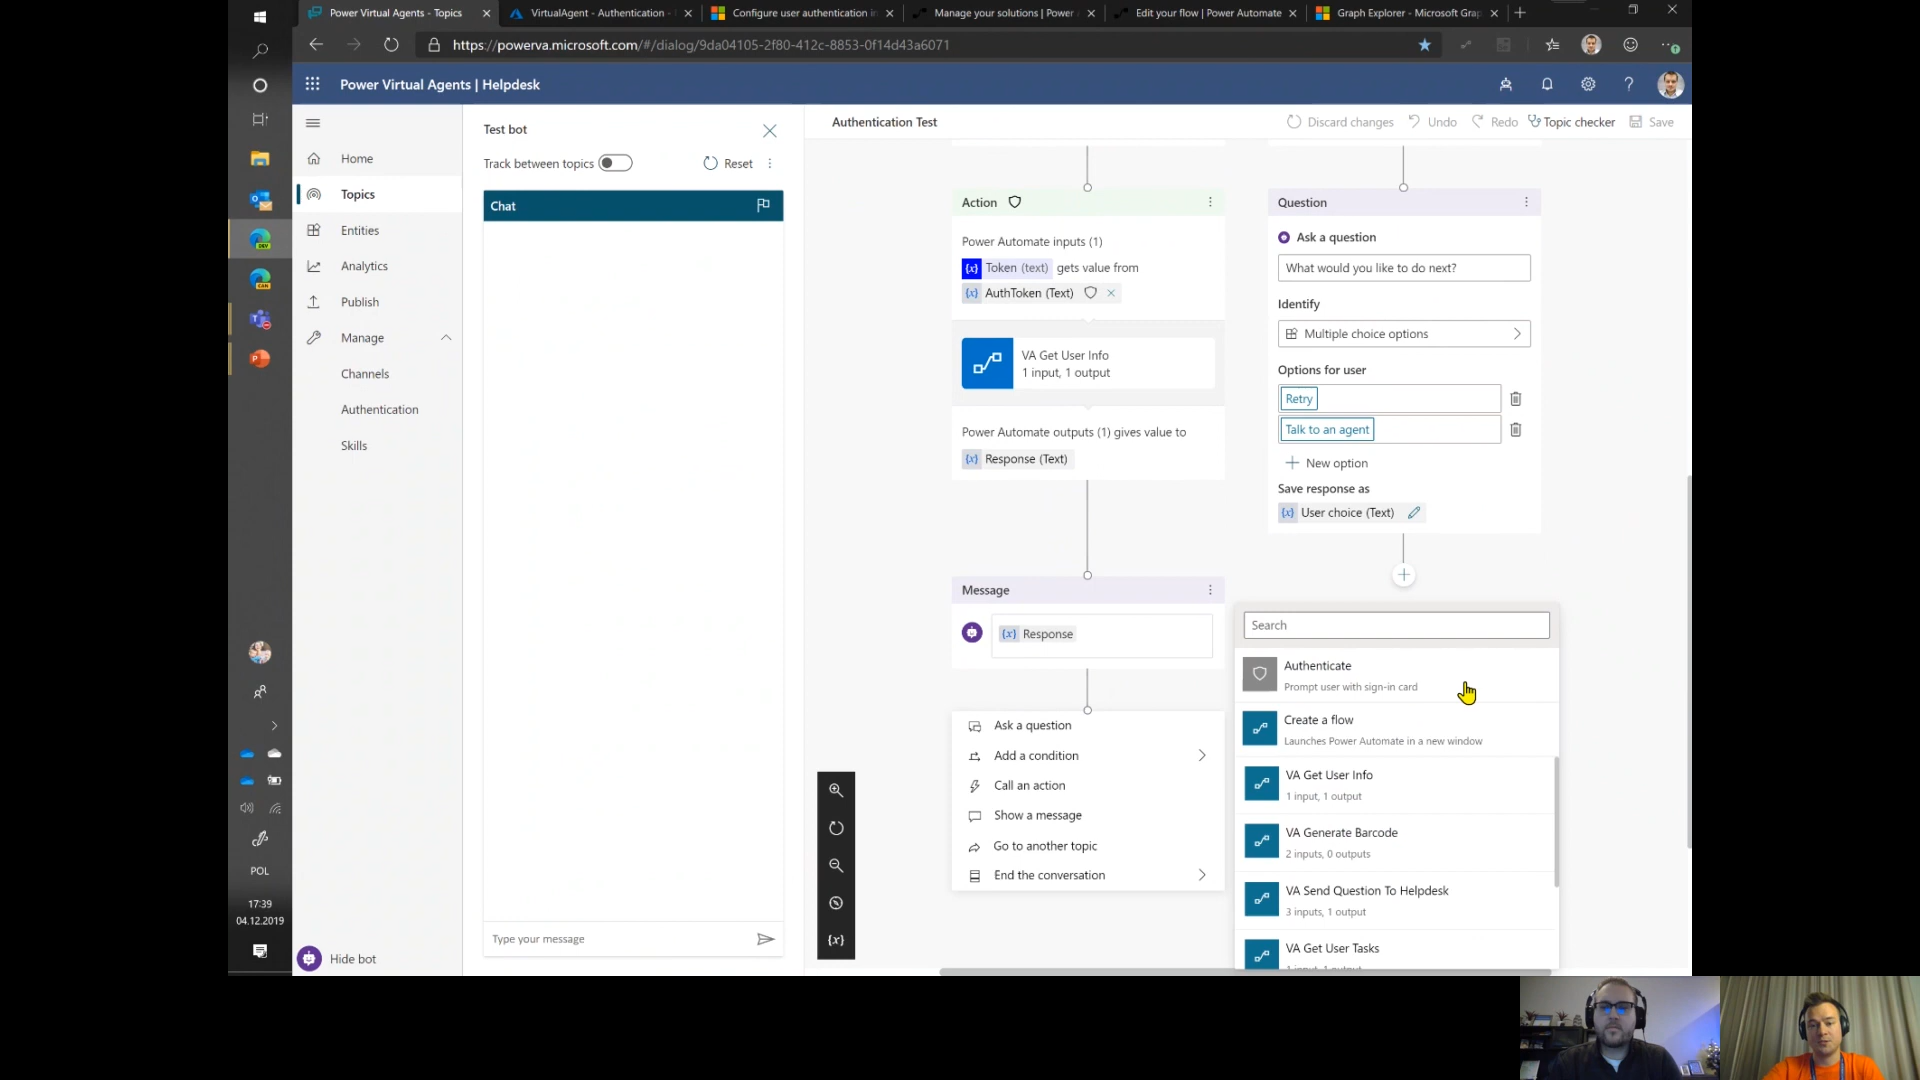 Power Virtual Agents - Topics
VirtualAgent - Authentication -
Configure user authentication in
Manage your solutions | Power
Edit your flow | Power Automate
Graph Explorer - Microsoft Grap
https://powerva.microsoft.com/#/dialog/9da04105-2f80-412c-8853-0f14d43a6071
Power Virtual Agents | Helpdesk
Home
Topics
Entities
Analytics
Publish
Manage
Channels
Authentication
Skills
Hide bot
Test bot
Track between topics
Reset
Chat
Type your message
Authentication Test
Discard changes
Undo
Redo
Topic checker
Save
Action
Power Automate inputs (1)
{x} Token (text) gets value from
{x} AuthToken (Text)
VA Get User Info
1 input, 1 output
Power Automate outputs (1) gives value to
{x} Response (Text)
Message
{x} Response
Ask a question
Add a condition
Call an action
Show a message
Go to another topic
End the conversation
{x}
Question
Ask a question
What would you like to do next?
Identify
Multiple choice options
Options for user
Retry
Talk to an agent
New option
Save response as
{x} User choice (Text)
Search
Authenticate
Prompt user with sign-in card
Create a flow
Launches Power Automate in a new window
VA Get User Info
1 input, 1 output
VA Generate Barcode
2 inputs, 0 outputs
VA Send Question To Helpdesk
3 inputs, 1 output
VA Get User Tasks
1 input, 1 output
POL
17:39
04.12.2019